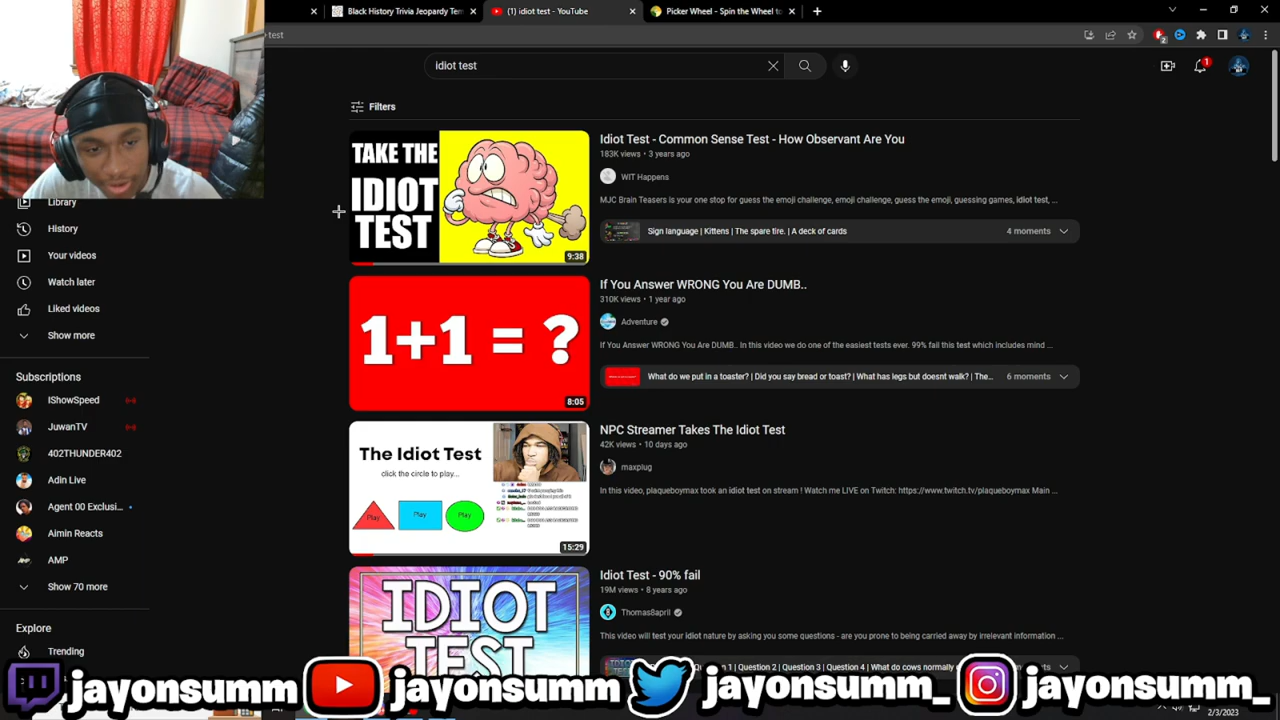 Black History Trivia Jeopardy Tem
(1) idiot test - YouTube
Picker Wheel - Spin the Wheel to
test
idiot test
2
1
Filters
TAKE THE
IDIOT
TEST
9:38
Idiot Test - Common Sense Test - How Observant Are You
183K views • 3 years ago
WIT Happens
MJC Brain Teasers is your one stop for guess the emoji challenge, emoji challenge, guess the emoji, guessing games, idiot test, ...
Sign language | Kittens | The spare tire. | A deck of cards
4 moments
1+1 = ?
8:05
If You Answer WRONG You Are DUMB..
310K views • 1 year ago
Adventure
If You Answer WRONG You Are DUMB.. In this video we do one of the easiest tests ever. 99% fail this test which includes mind ...
What do we put in a toaster? | Did you say bread or toast? | What has legs but doesnt walk? | The...
6 moments
The Idiot Test
click the circle to play...
Play
Play
Play
15:29
NPC Streamer Takes The Idiot Test
42K views • 10 days ago
maxplug
In this video, plaqueboymax took an idiot test on stream ! Watch me LIVE on Twitch: https://www.twitch.tv/plaqueboymax Main ...
IDIOT
TEST
Idiot Test - 90% fail
19M views • 8 years ago
Thomas8april
This video will test your idiot nature by asking you some questions - are you prone to being carried away by irrelevant information ...
1 | Question 2 | Question 3 | Question 4 | What do cows normally
Library
History
Your videos
Watch later
Liked videos
Show more
Subscriptions
IShowSpeed
JuwanTV
402THUNDER402
Adin Live
Agent 00 Exclusi...
Aimin Reacts
AMP
Show 70 more
Explore
Trending
jayonsumm
jayonsumm
jayonsumm_
jayonsumm_
2/3/2023